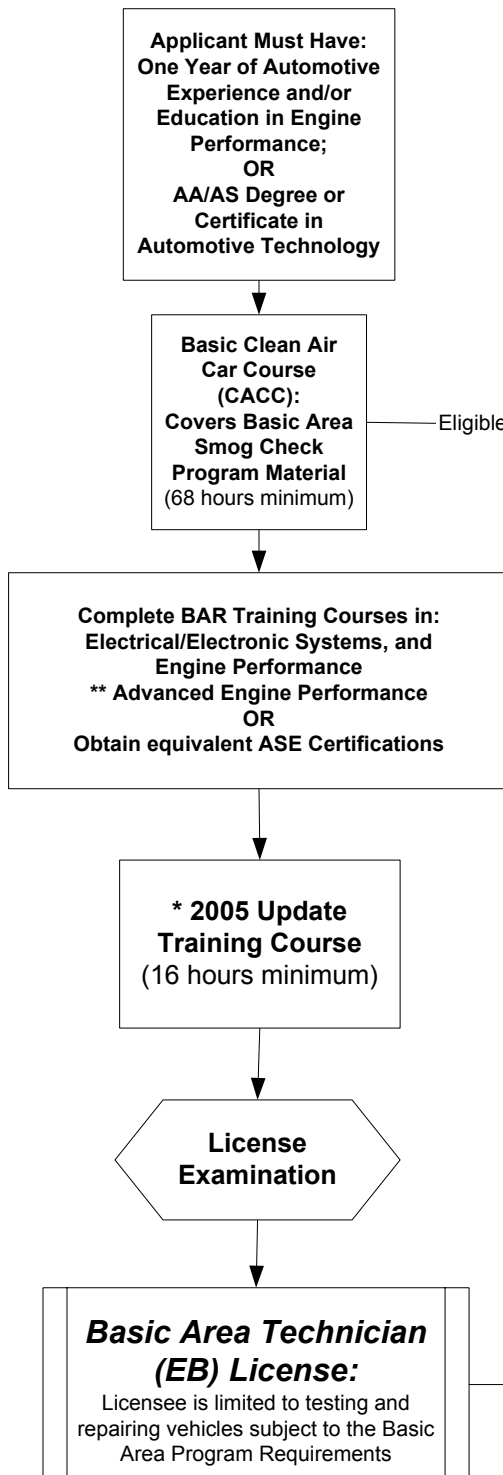 Applicant Must Have:
One Year of Automotive
Experience and/or
Education in Engine
Performance;
OR
AA/AS Degree or
Certificate in
Automotive Technology
Basic Clean Air
Car Course
(CACC):
Covers Basic Area
Smog Check
Program Material
(68 hours minimum)
Eligible
Complete BAR Training Courses in:
Electrical/Electronic Systems, and
Engine Performance
** Advanced Engine Performance
OR
Obtain equivalent ASE Certifications
* 2005 Update
Training Course
(16 hours minimum)
License
Examination
Basic Area Technician
(EB) License:
Licensee is limited to testing and
repairing vehicles subject to the Basic
Area Program Requirements